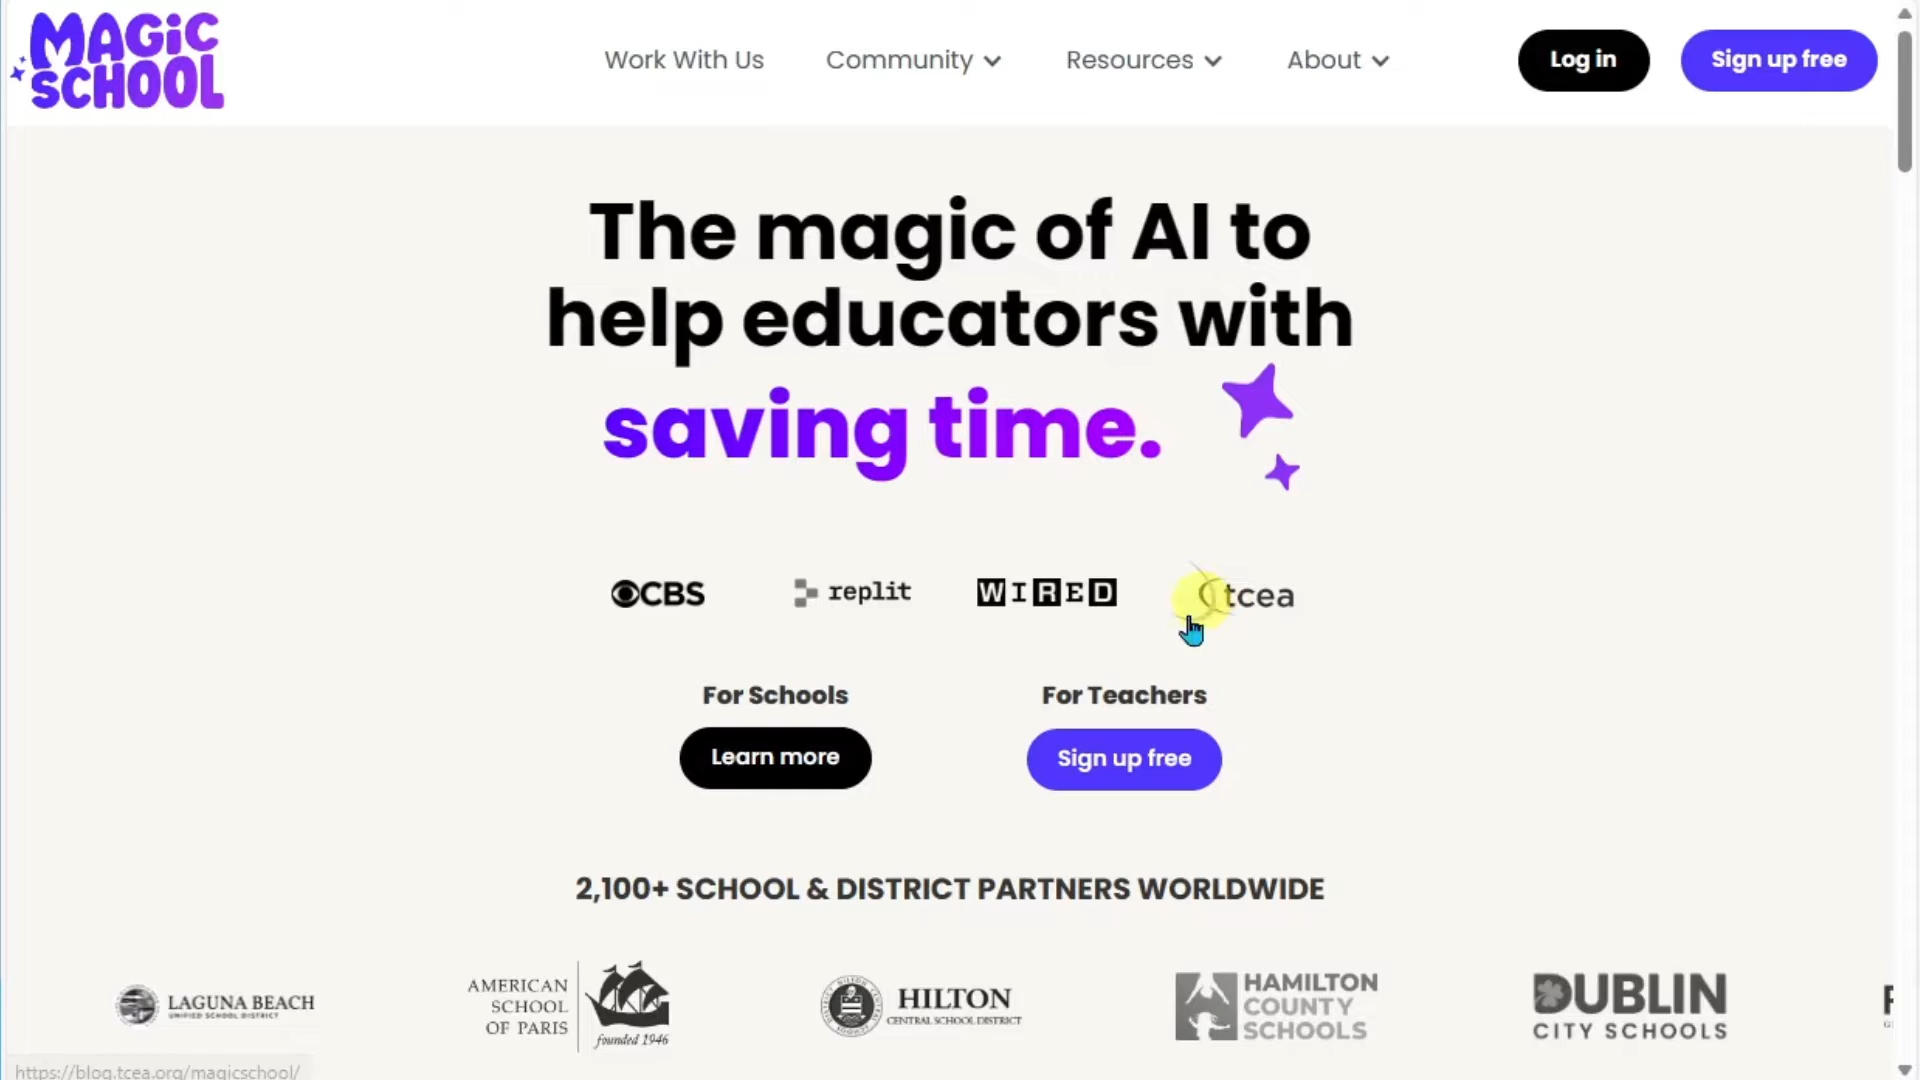 MAGiC
SCHOOL
Work With Us
Community
Resources
About
Log in
Sign up free
The magic of AI to
help educators with
saving time.
CBS
replit
WIRED
tcea
For Schools
For Teachers
Learn more
Sign up free
2,100+ SCHOOL & DISTRICT PARTNERS WORLDWIDE
LAGUNA BEACH
UNIFIED SCHOOL DISTRICT
AMERICAN
SCHOOL
OF PARIS
founded 1946
HILTON
CENTRAL SCHOOL DISTRICT
HAMILTON
COUNTY
SCHOOLS
DUBLIN
CITY SCHOOLS
https://blog.tcea.org/magicschool/